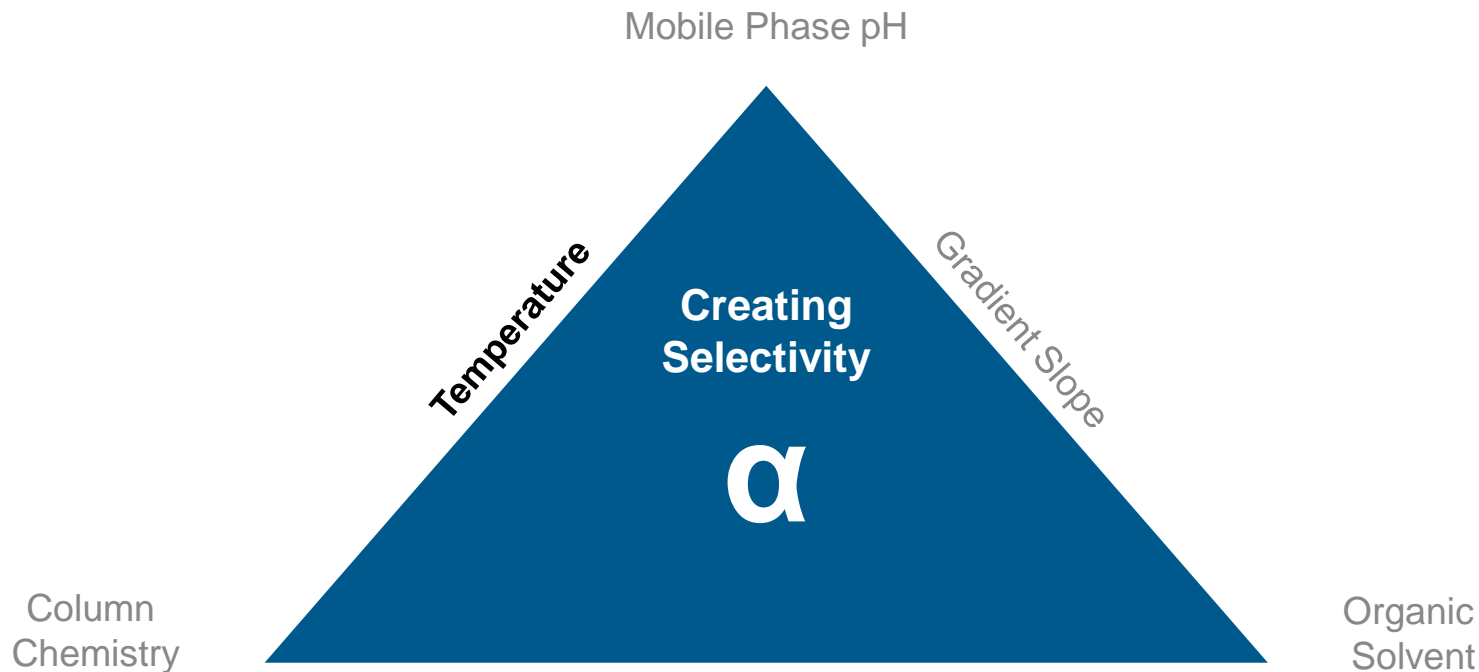 Mobile Phase pH
Temperature
Gradient Slope
Creating
Selectivity
α
Column
Chemistry
Organic
Solvent